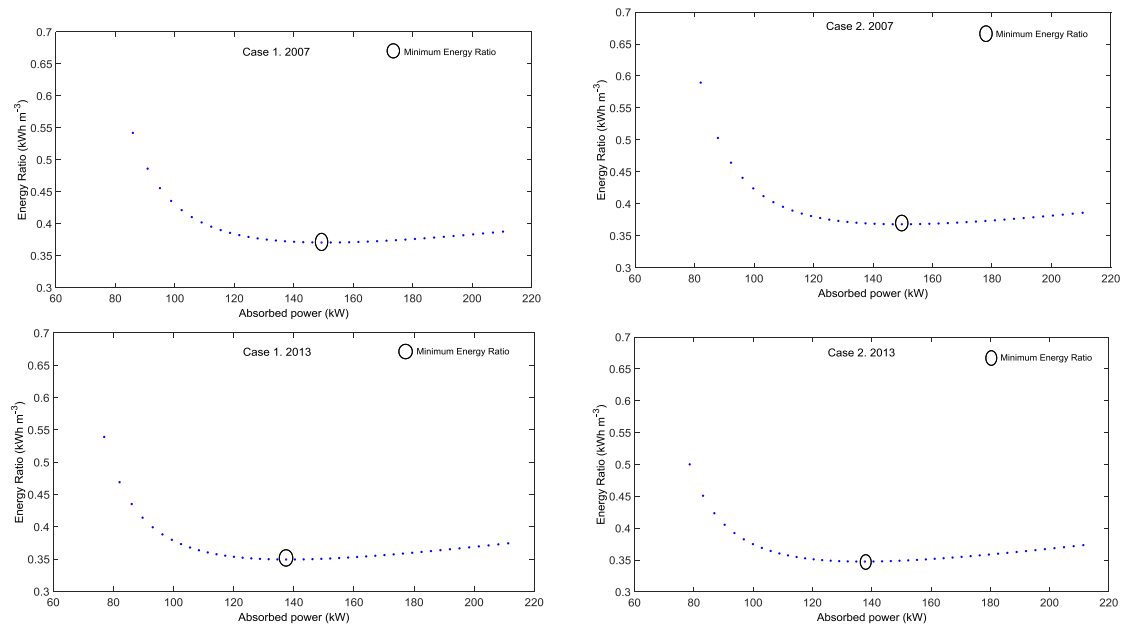 Case 1. 2007
Minimum Energy Ratio
Energy Ratio (kWh m-3)
0.7
0.65
0.6
0.55
0.5
0.45
0.4
0.35
0.3
60 80 100 120 140 160 180 200 220
Absorbed power (kW)
Case 2. 2007
Minimum Energy Ratio
Energy Ratio (kWh m-3)
0.7
0.65
0.6
0.55
0.5
0.45
0.4
0.35
0.3
60 80 100 120 140 160 180 200 220
Absorbed power (kW)
Case 1. 2013
Minimum Energy Ratio
Energy Ratio (kWh m-3)
0.7
0.65
0.6
0.55
0.5
0.45
0.4
0.35
0.3
60 80 100 120 140 160 180 200 220
Absorbed power (kW)
Case 2. 2013
Minimum Energy Ratio
Energy Ratio (kWh m-3)
0.7
0.65
0.6
0.55
0.5
0.45
0.4
0.35
0.3
60 80 100 120 140 160 180 200 220
Absorbed power (kW)